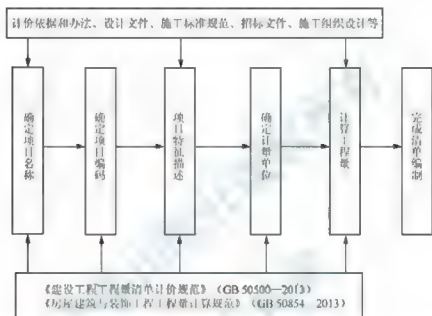 计价依据和办法、设计文件、施工标准规范、招标文件、施工组织设计等
确定项目名称
确定项目编码
项目特征描述
确定计量单位
计算工程量
完成清单编制
《建设工程工程量清单计价规范》(GB 50500—2013)
《房屋建筑与装饰工程工程量计算规范》(GB 50854—2013)